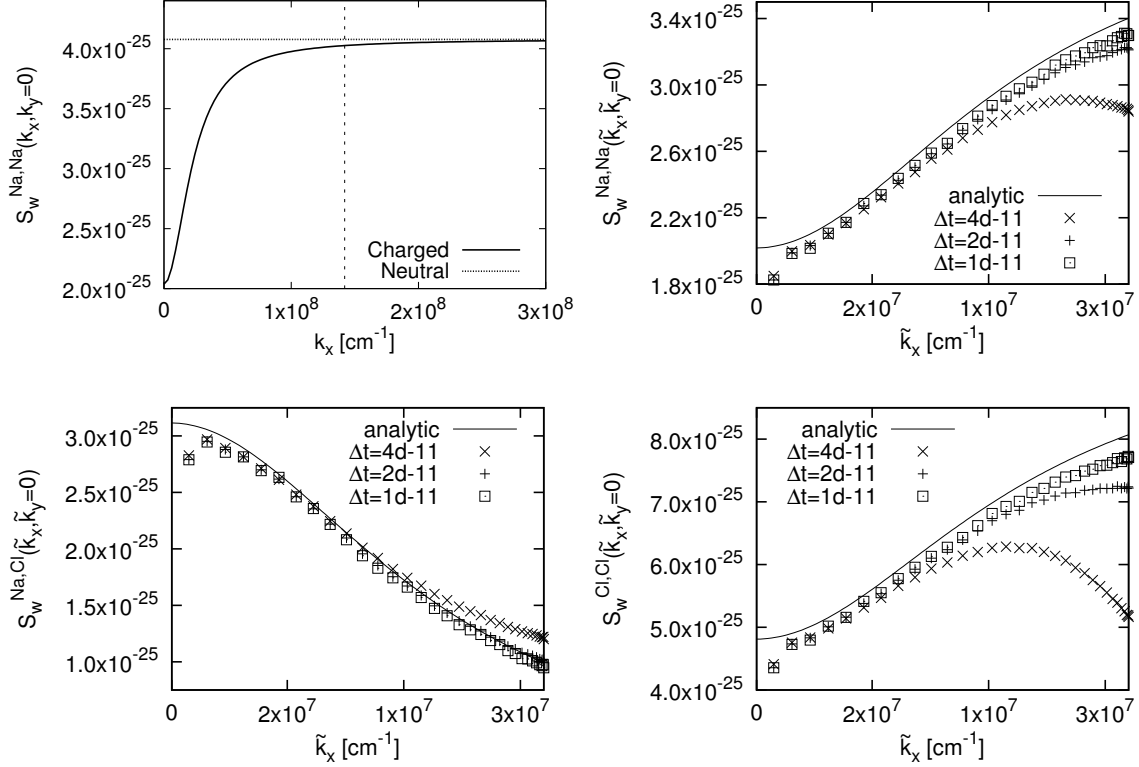 S_w^Na,Na(k_x,k_y=0)
4.0x10^-25
3.5x10^-25
3.0x10^-25
2.5x10^-25
2.0x10^-25
Charged
Neutral
0
1x10^8
2x10^8
3x10^8
k_x [cm^-1]
S_w^Na,Na(k̃_x,k̃_y=0)
3.4x10^-25
3.0x10^-25
2.6x10^-25
2.2x10^-25
1.8x10^-25
analytic
Δt=4d-11
Δt=2d-11
Δt=1d-11
0
2x10^7
1x10^7
3x10^7
k̃_x [cm^-1]
S_w^Na,Cl(k̃_x,k̃_y=0)
3.0x10^-25
2.5x10^-25
2.0x10^-25
1.5x10^-25
1.0x10^-25
analytic
Δt=4d-11
Δt=2d-11
Δt=1d-11
0
2x10^7
1x10^7
3x10^7
k̃_x [cm^-1]
S_w^Cl,Cl(k̃_x,k̃_y=0)
8.0x10^-25
7.0x10^-25
6.0x10^-25
5.0x10^-25
4.0x10^-25
analytic
Δt=4d-11
Δt=2d-11
Δt=1d-11
0
2x10^7
1x10^7
3x10^7
k̃_x [cm^-1]